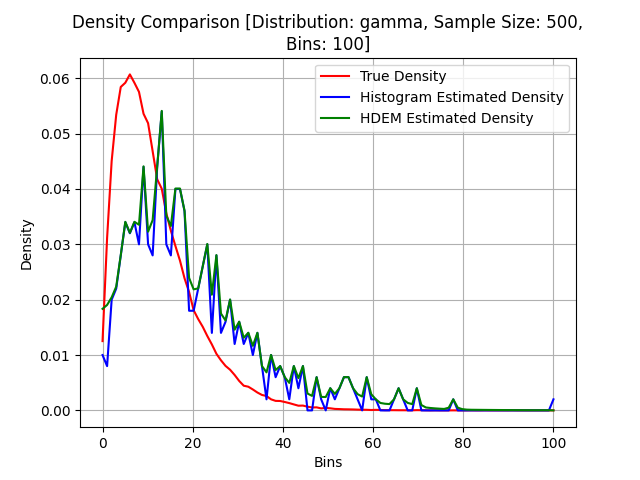 Density Comparison [Distribution: gamma, Sample Size: 500,
Bins: 100]
True Density
Histogram Estimated Density
HDEM Estimated Density
Density
0.06
0.05
0.04
0.03
0.02
0.01
0.00
0 20 40 60 80 100
Bins